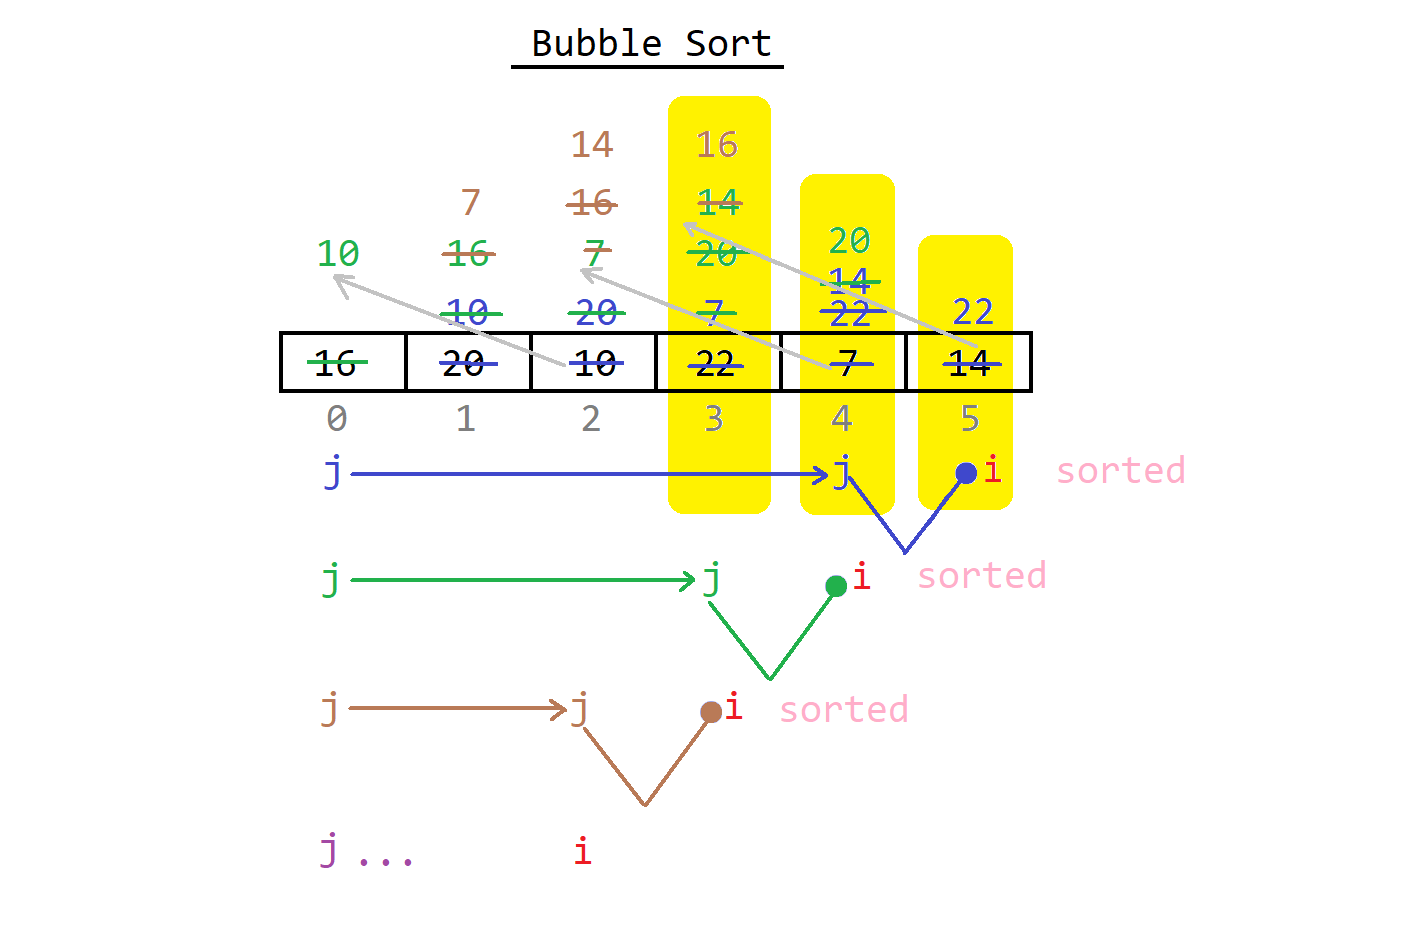 Bubble Sort
14 16
7 16 14
10 16 7 20 20
14
10 20 7 22 22
16 20 10 22 7 14
0 1 2 3 4 5
j j i sorted
j j i sorted
j j i sorted
j ... i